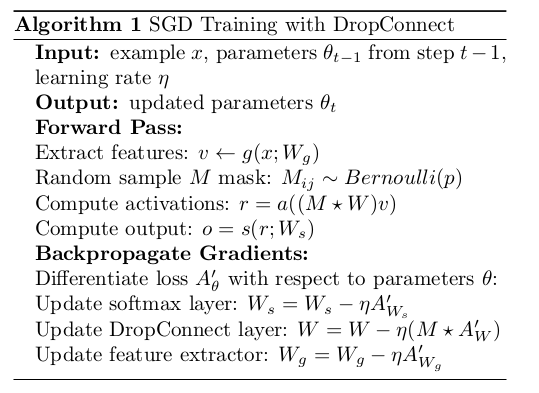 Algorithm 1 SGD Training with DropConnect
Input: example x, parameters θ_{t−1} from step t−1,
learning rate η
Output: updated parameters θ_t
Forward Pass:
Extract features: v ← g(x; W_g)
Random sample M mask: M_{ij} ∼ Bernoulli(p)
Compute activations: r = a((M ⋆ W)v)
Compute output: o = s(r; W_s)
Backpropagate Gradients:
Differentiate loss A′_θ with respect to parameters θ:
Update softmax layer: W_s = W_s − ηA′_{W_s}
Update DropConnect layer: W = W − η(M ⋆ A′_W)
Update feature extractor: W_g = W_g − ηA′_{W_g}